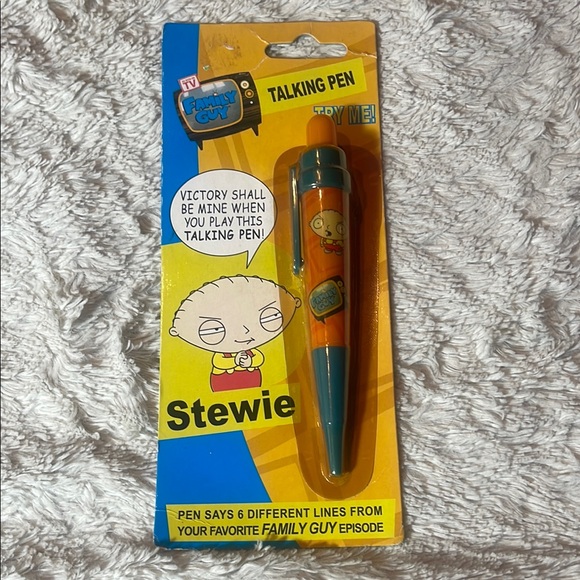 TV
FAMILY
GUY
TALKING PEN
TRY ME!
VICTORY SHALL
BE MINE WHEN
YOU PLAY THIS
TALKING PEN!
Stewie
PEN SAYS 6 DIFFERENT LINES FROM
YOUR FAVORITE FAMILY GUY EPISODE